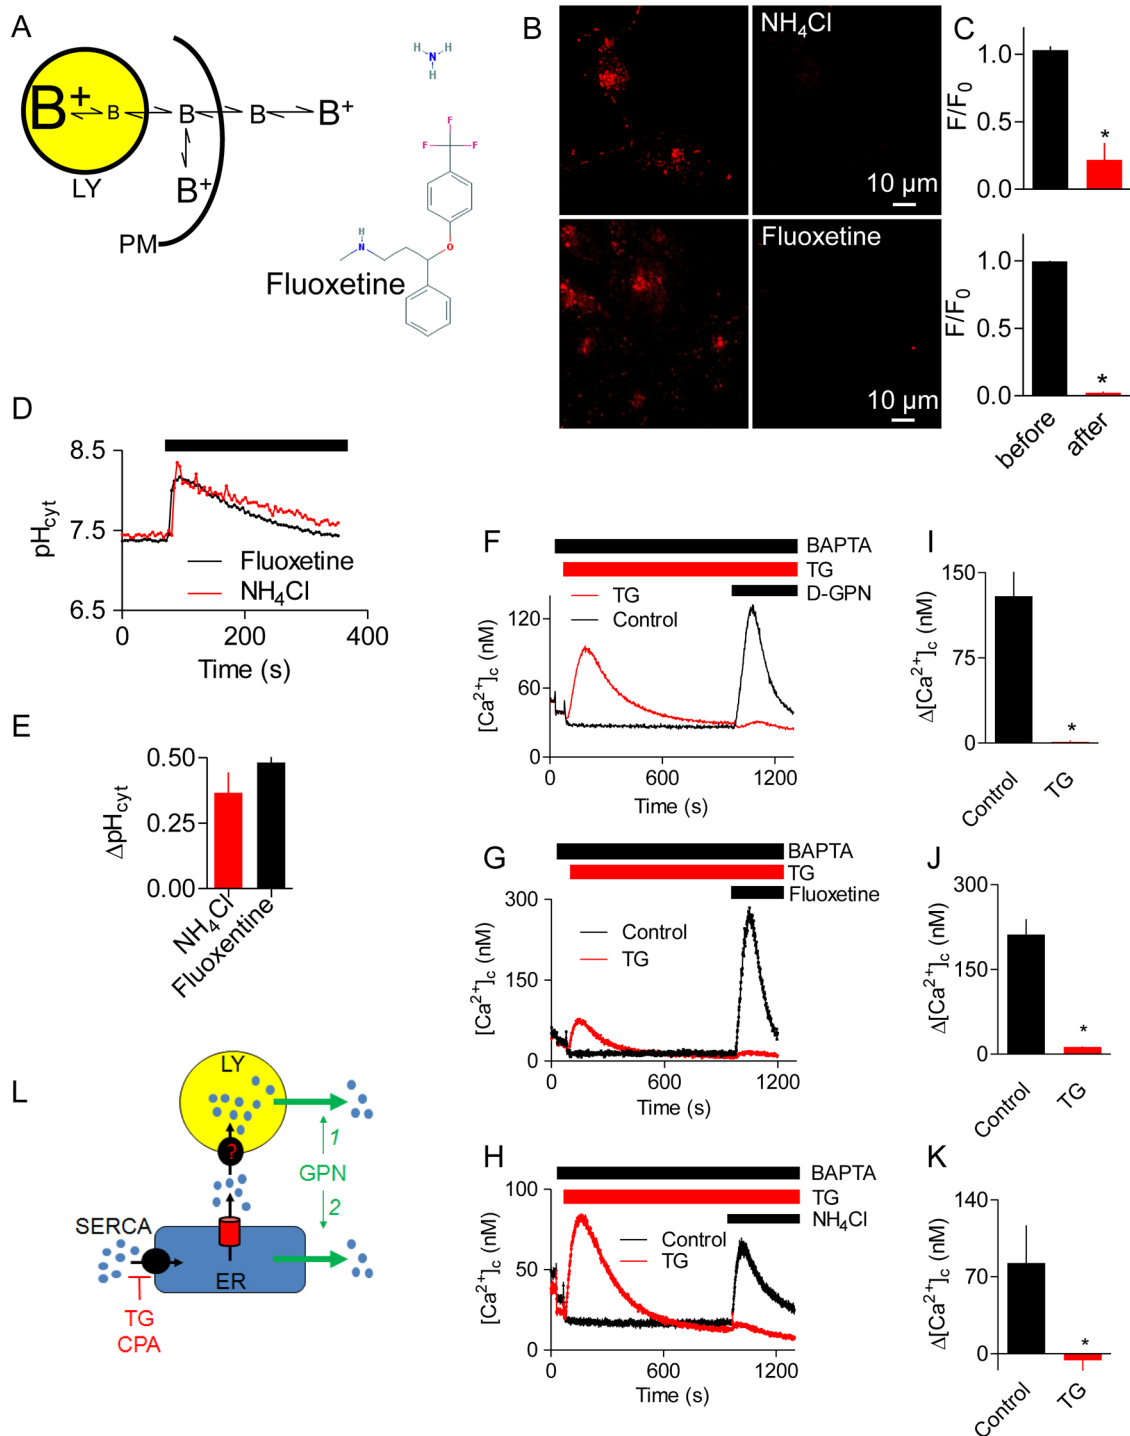 A
B⁺
B
B
B
B⁺
B⁺
LY
PM
H
H
N
H
F
F
F
H
N
O
Fluoxetine
B
NH₄Cl
10 µm
Fluoxetine
10 µm
C
F/F₀
1.0
0.5
0.0
*
F/F₀
1.0
0.5
0.0
*
before
after
D
pHcyt
8.5
7.5
6.5
Fluoxetine
NH₄Cl
0
200
400
Time (s)
E
ΔpHcyt
0.50
0.25
0.00
NH₄Cl
Fluoxentine
F
BAPTA
TG
D-GPN
TG
Control
[Ca²⁺]c (nM)
120
60
0
0
600
1200
Time (s)
G
BAPTA
TG
Fluoxetine
Control
TG
[Ca²⁺]c (nM)
300
150
0
0
600
1200
Time (s)
H
BAPTA
TG
NH₄Cl
Control
TG
[Ca²⁺]c (nM)
100
50
0
0
600
1200
Time (s)
I
Δ[Ca²⁺]c (nM)
150
75
0
*
Control
TG
J
Δ[Ca²⁺]c (nM)
300
150
0
*
Control
TG
K
Δ[Ca²⁺]c (nM)
140
70
0
*
Control
TG
L
LY
?
1
GPN
2
SERCA
ER
TG
CPA